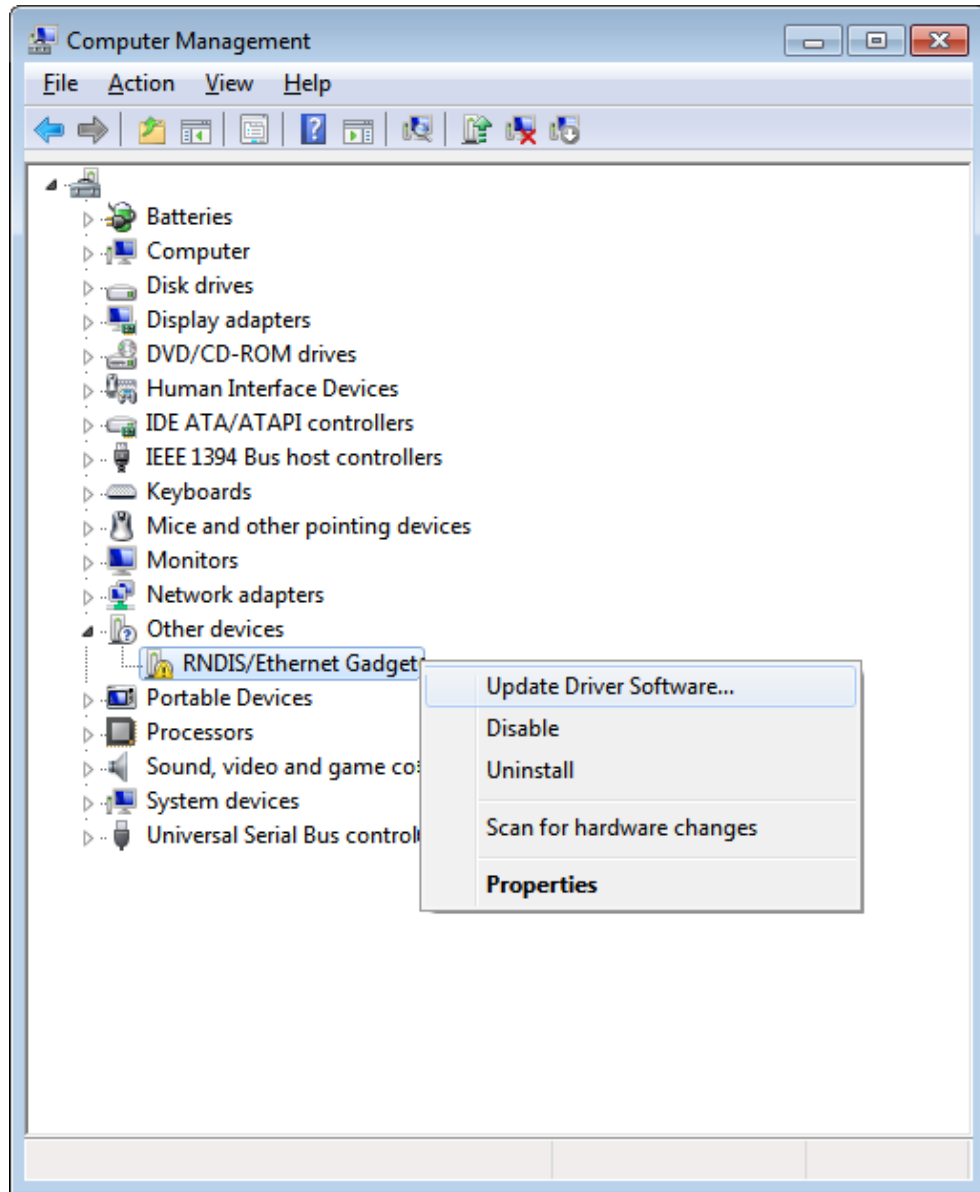 Computer Management
File Action View Help
Batteries
Computer
Disk drives
Display adapters
DVD/CD-ROM drives
Human Interface Devices
IDE ATA/ATAPI controllers
IEEE 1394 Bus host controllers
Keyboards
Mice and other pointing devices
Monitors
Network adapters
Other devices
RNDIS/Ethernet Gadget
Portable Devices
Processors
Sound, video and game co
System devices
Universal Serial Bus control
Update Driver Software...
Disable
Uninstall
Scan for hardware changes
Properties